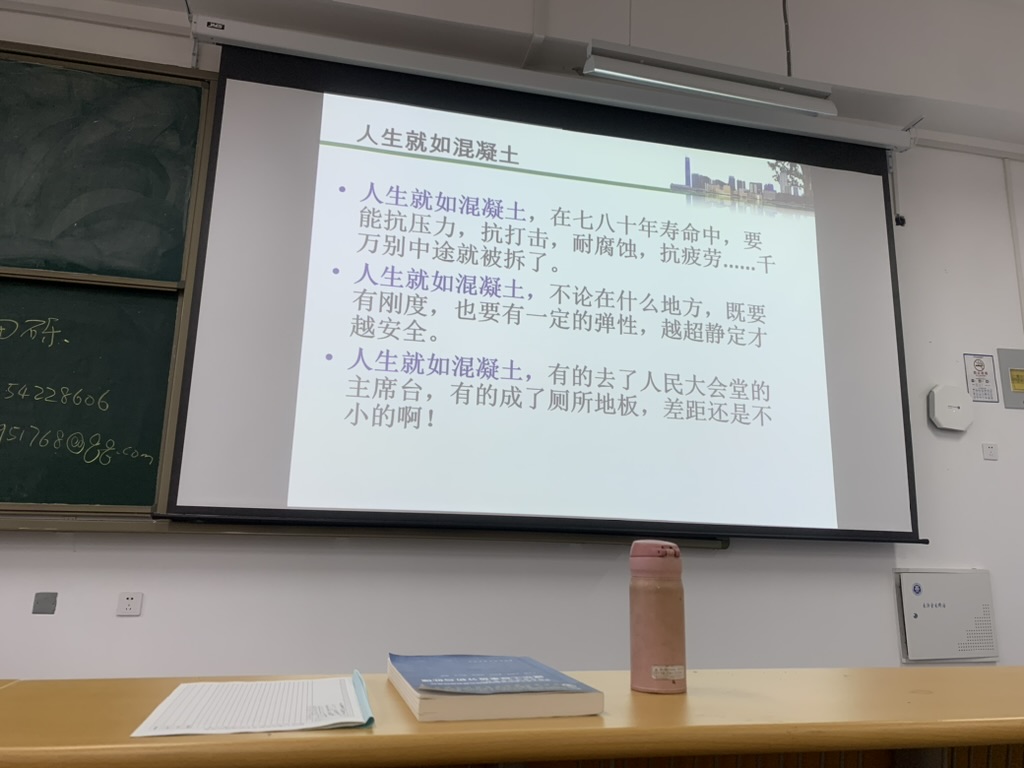 人生就如混凝土
• 人生就如混凝土，在七八十年寿命中，要
能抗压力，抗打击，耐腐蚀，抗疲劳……千
万别中途就被拆了。
• 人生就如混凝土，不论在什么地方，既要
有刚度，也要有一定的弹性，越超静定才
越安全。
• 人生就如混凝土，有的去了人民大会堂的
主席台，有的成了厕所地板，差距还是不
小的啊！
砾.
54228606
951768@qq.com